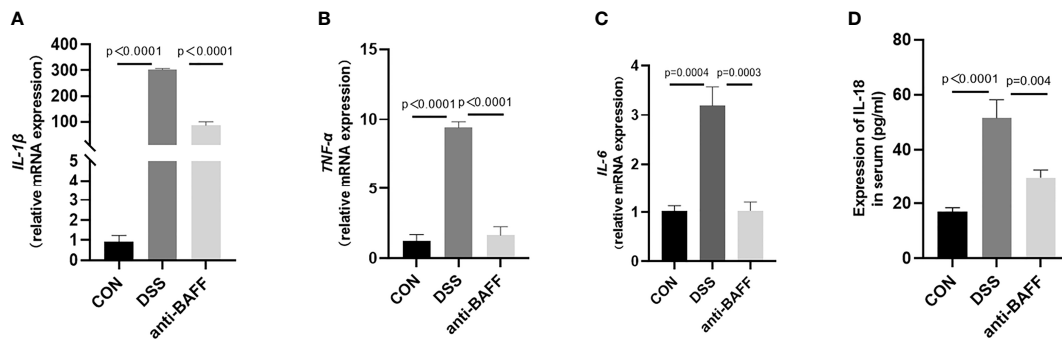 A
IL-1β
(relative mRNA expression)
400
300
200
100
5
4
3
2
1
0
p<0.0001 p<0.0001
CON
DSS
anti-BAFF
B
TNF-α
(relative mRNA expression)
15
10
5
0
p<0.0001 p<0.0001
CON
DSS
anti-BAFF
C
IL-6
(relative mRNA expression)
4
3
2
1
0
p=0.0004 p=0.0003
CON
DSS
anti-BAFF
D
Expression of IL-18
in serum (pg/ml)
80
60
40
20
0
p<0.0001 p=0.004
CON
DSS
anti-BAFF